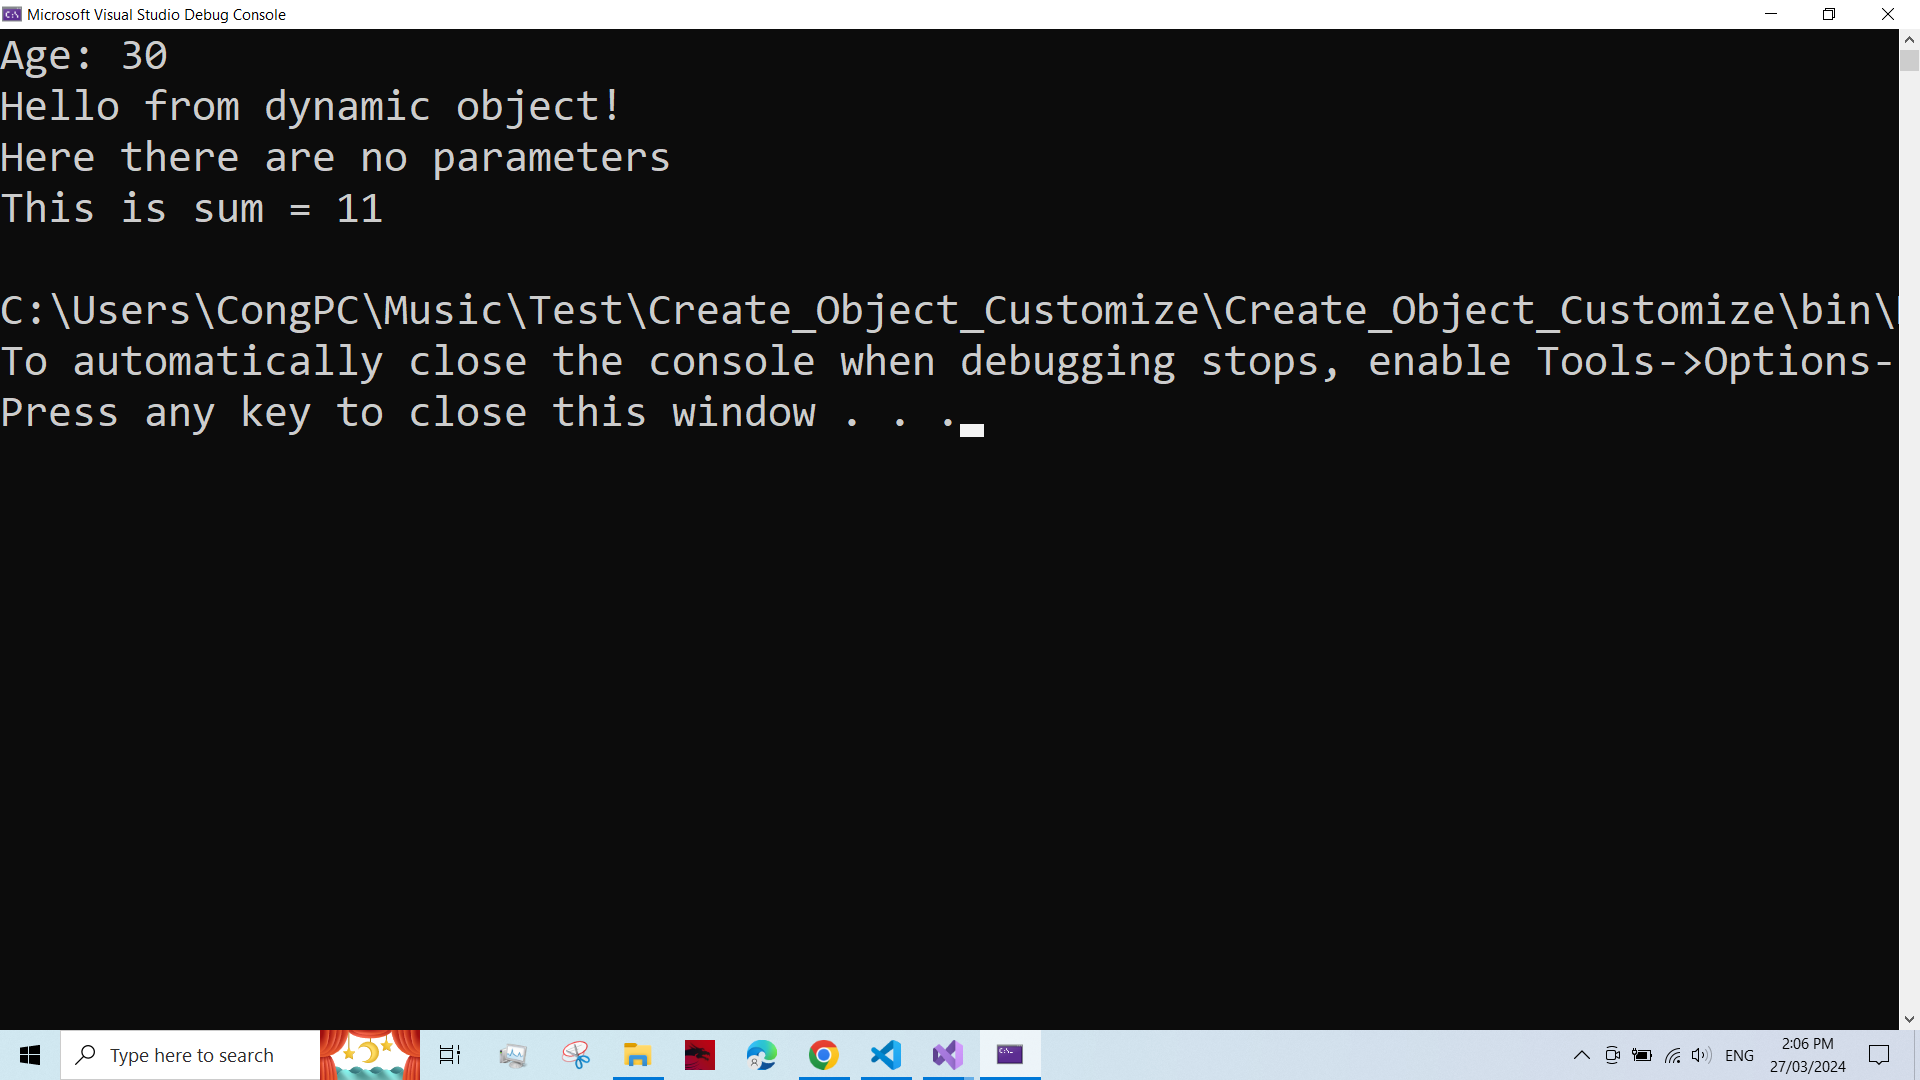 Microsoft Visual Studio Debug Console
Age: 30
Hello from dynamic object!
Here there are no parameters
This is sum = 11
C:\Users\CongPC\Music\Test\Create_Object_Customize\Create_Object_Customize\bin\
To automatically close the console when debugging stops, enable Tools->Options-
Press any key to close this window . . .
Type here to search
ENG
2:06 PM
27/03/2024